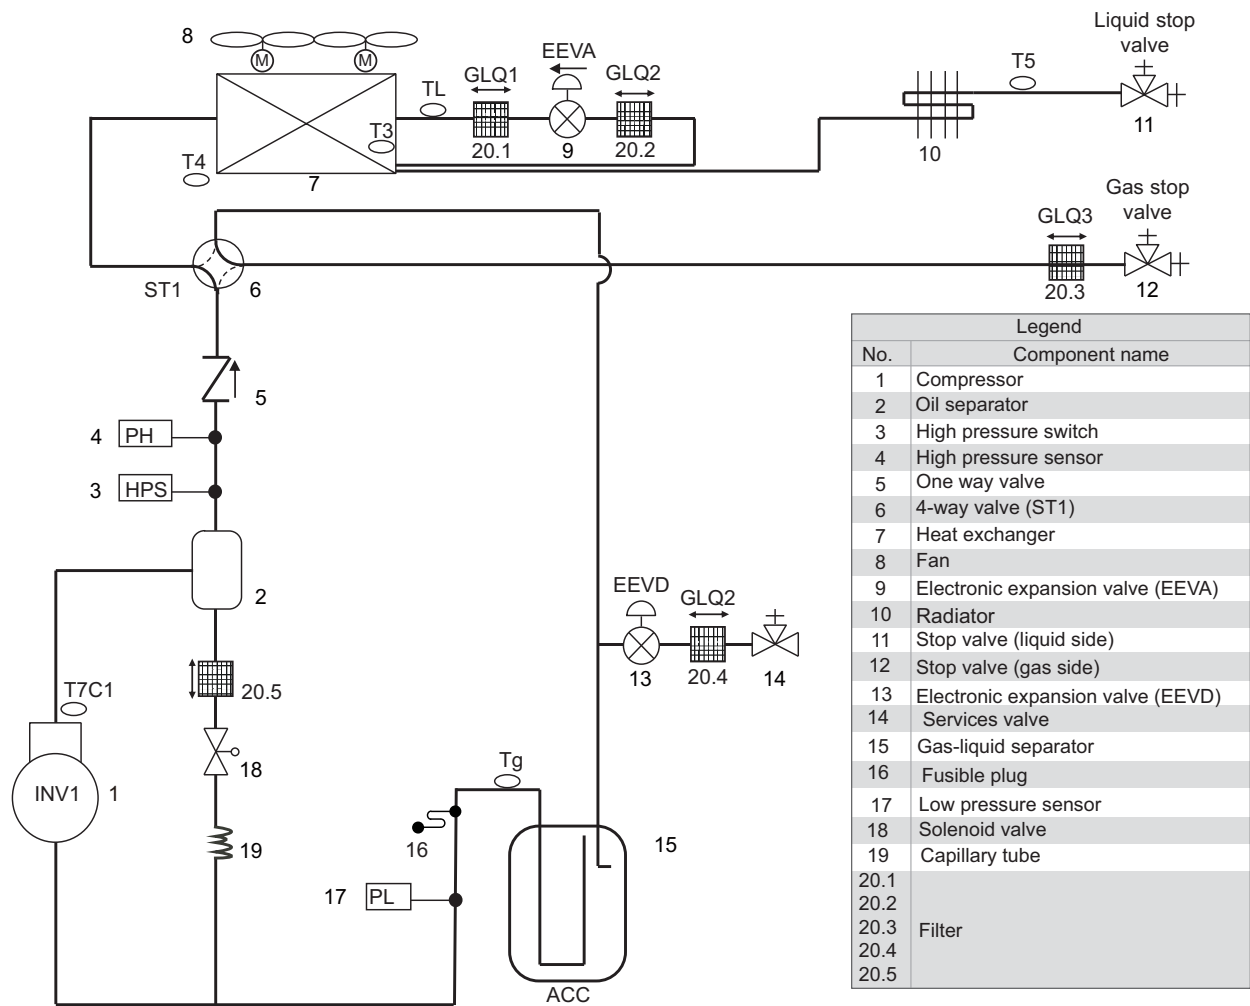 8
M
M
EEVA
GLQ1
GLQ2
TL
T3
20.1
9
20.2
T4
7
T5
Liquid stop
valve
10
11
Gas stop
valve
GLQ3
20.3
12
ST1
6
5
4 PH
3 HPS
2
20.5
T7C1
INV1 1
18
19
EEVD
GLQ2
13
20.4
14
Tg
16
15
17 PL
ACC
Legend
No. Component name
1 Compressor
2 Oil separator
3 High pressure switch
4 High pressure sensor
5 One way valve
6 4-way valve (ST1)
7 Heat exchanger
8 Fan
9 Electronic expansion valve (EEVA)
10 Radiator
11 Stop valve (liquid side)
12 Stop valve (gas side)
13 Electronic expansion valve (EEVD)
14 Services valve
15 Gas-liquid separator
16 Fusible plug
17 Low pressure sensor
18 Solenoid valve
19 Capillary tube
20.1
20.2
20.3 Filter
20.4
20.5